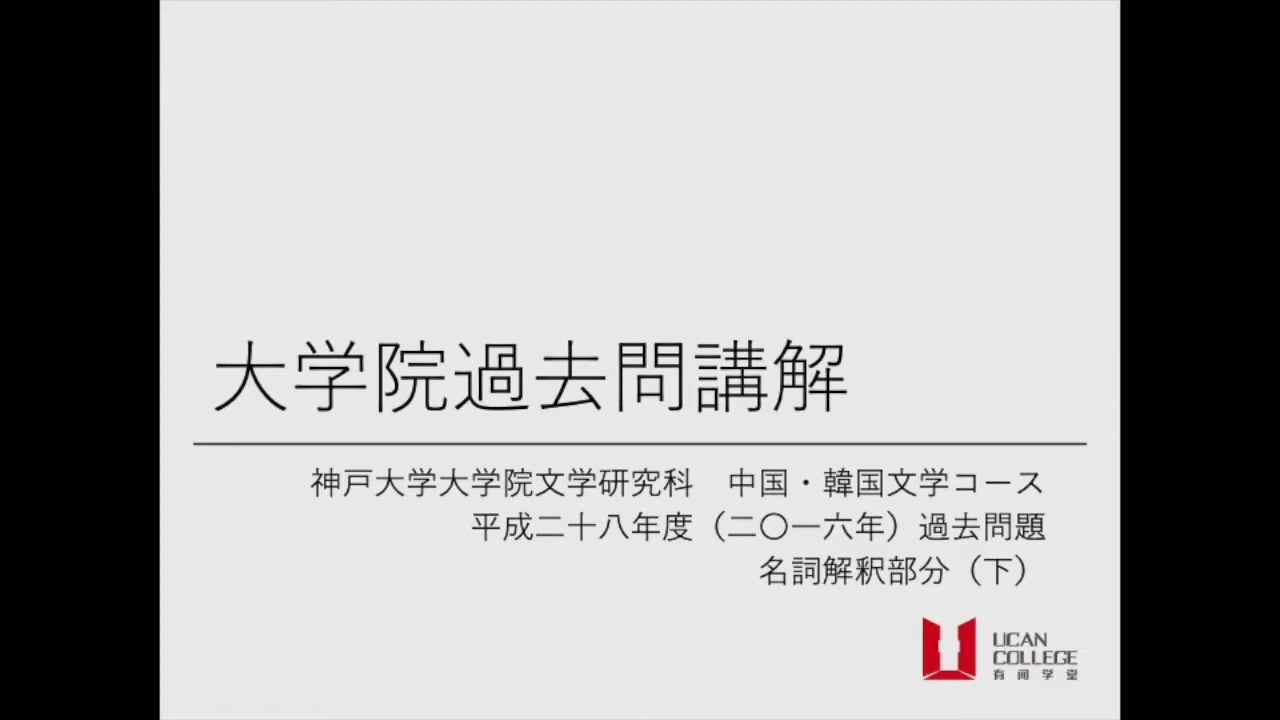 大学院過去問講解
神戸大学大学院文学研究科　中国・韓国文学コース
平成二十八年度（二〇一六年）過去問題
名詞解釈部分（下）
UCAN
COLLEGE
有间学堂